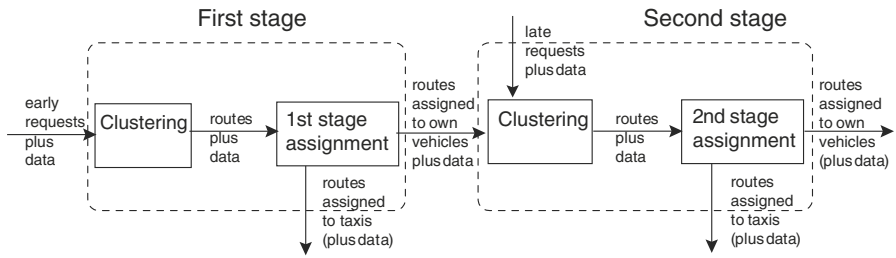 First stage
Second stage
early
requests
plus
data
Clustering
routes
plus
data
1st stage
assignment
routes
assigned
to taxis
(plus data)
routes
assigned
to own
vehicles
plus data
late
requests
plus data
Clustering
routes
plus
data
2nd stage
assignment
routes
assigned
to taxis
(plus data)
routes
assigned
to own
vehicles
(plus data)